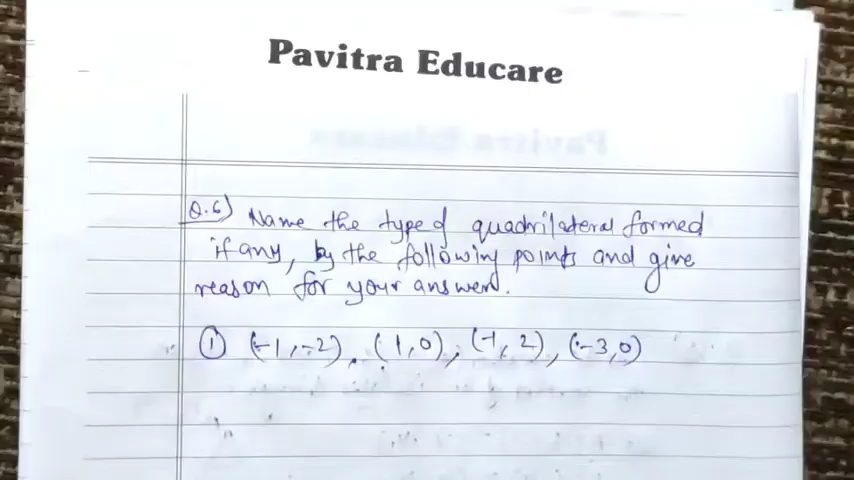 Pavitra Educare
Q.6) Name the type of quadrilateral formed
if any, by the following points and give
reason for your answer.
① (-1,-2), (1,0), (-1,2), (-3,0)